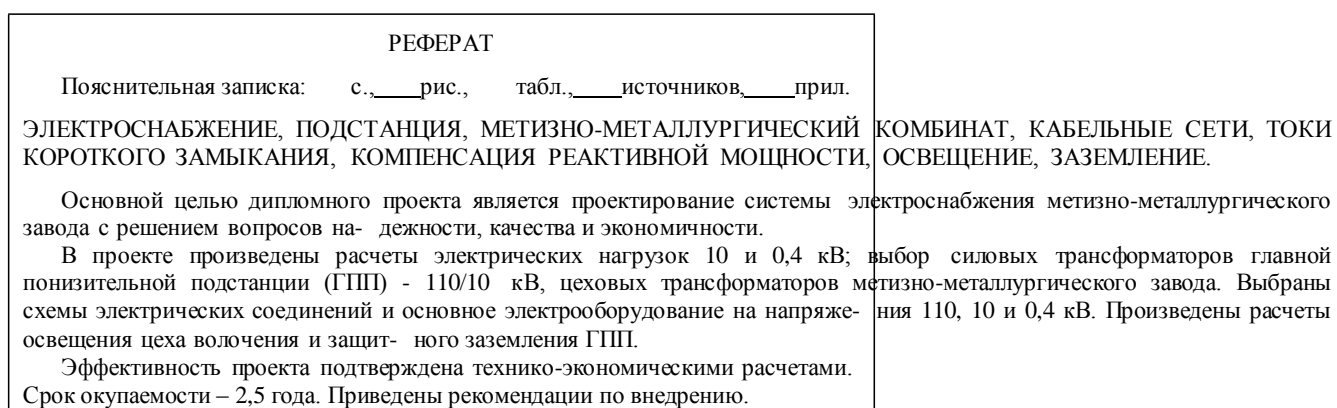 РЕФЕРАТ
Пояснительная записка: с.,____рис., табл.,____источников,____прил.
ЭЛЕКТРОСНАБЖЕНИЕ, ПОДСТАНЦИЯ, МЕТИЗНО-МЕТАЛЛУРГИЧЕСКИЙ КОМБИНАТ, КАБЕЛЬНЫЕ СЕТИ, ТОКИ
КОРОТКОГО ЗАМЫКАНИЯ, КОМПЕНСАЦИЯ РЕАКТИВНОЙ МОЩНОСТИ, ОСВЕЩЕНИЕ, ЗАЗЕМЛЕНИЕ.
Основной целью дипломного проекта является проектирование системы электроснабжения метизно-металлургического
завода с решением вопросов на- дежности, качества и экономичности.
В проекте произведены расчеты электрических нагрузок 10 и 0,4 кВ; выбор силовых трансформаторов главной
понизительной подстанции (ГПП) - 110/10 кВ, цеховых трансформаторов метизно-металлургического завода. Выбраны
схемы электрических соединений и основное электрооборудование на напряже- ния 110, 10 и 0,4 кВ. Произведены расчеты
освещения цеха волочения и защит- ного заземления ГПП.
Эффективность проекта подтверждена технико-экономическими расчетами.
Срок окупаемости – 2,5 года. Приведены рекомендации по внедрению.